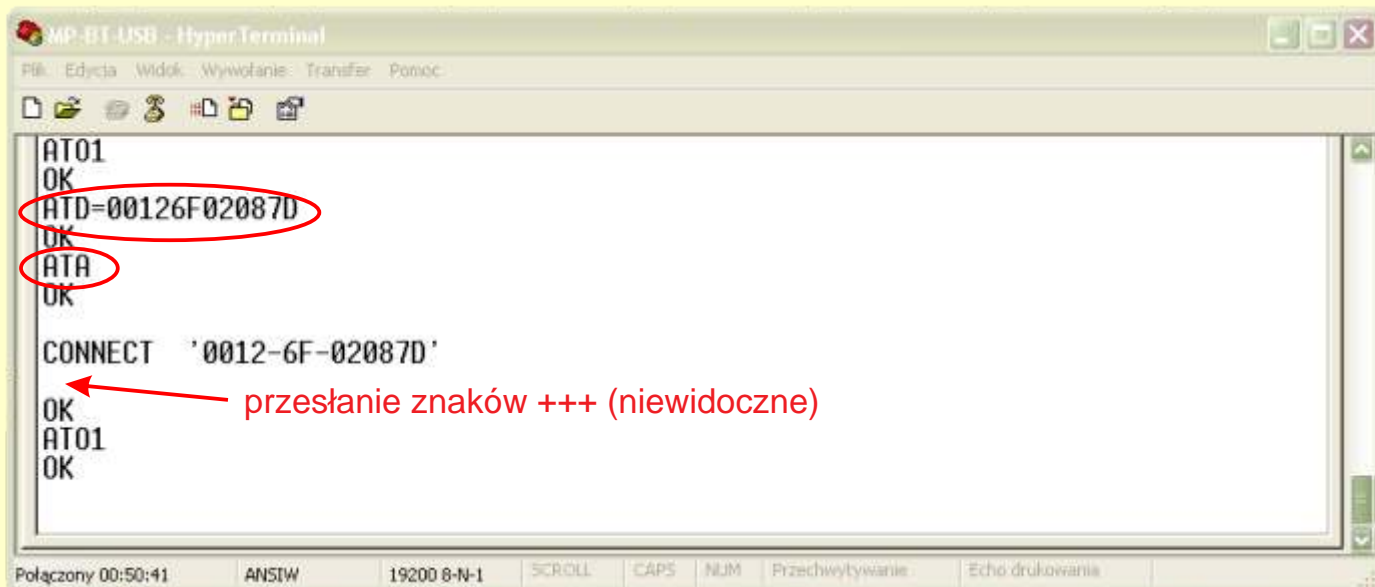 MP-BT-USB - HyperTerminal
Plik Edycja Widok Wywołanie Transfer Pomoc
ATO1
OK
ATD=00126F02087D
OK
ATA
OK
CONNECT '0012-6F-02087D'
przesłanie znaków +++ (niewidoczne)
OK
ATO1
OK
Połączony 00:50:41 ANSIW 19200 8-N-1 SCROLL CAPS NUM Przechwytywanie Echo drukowania